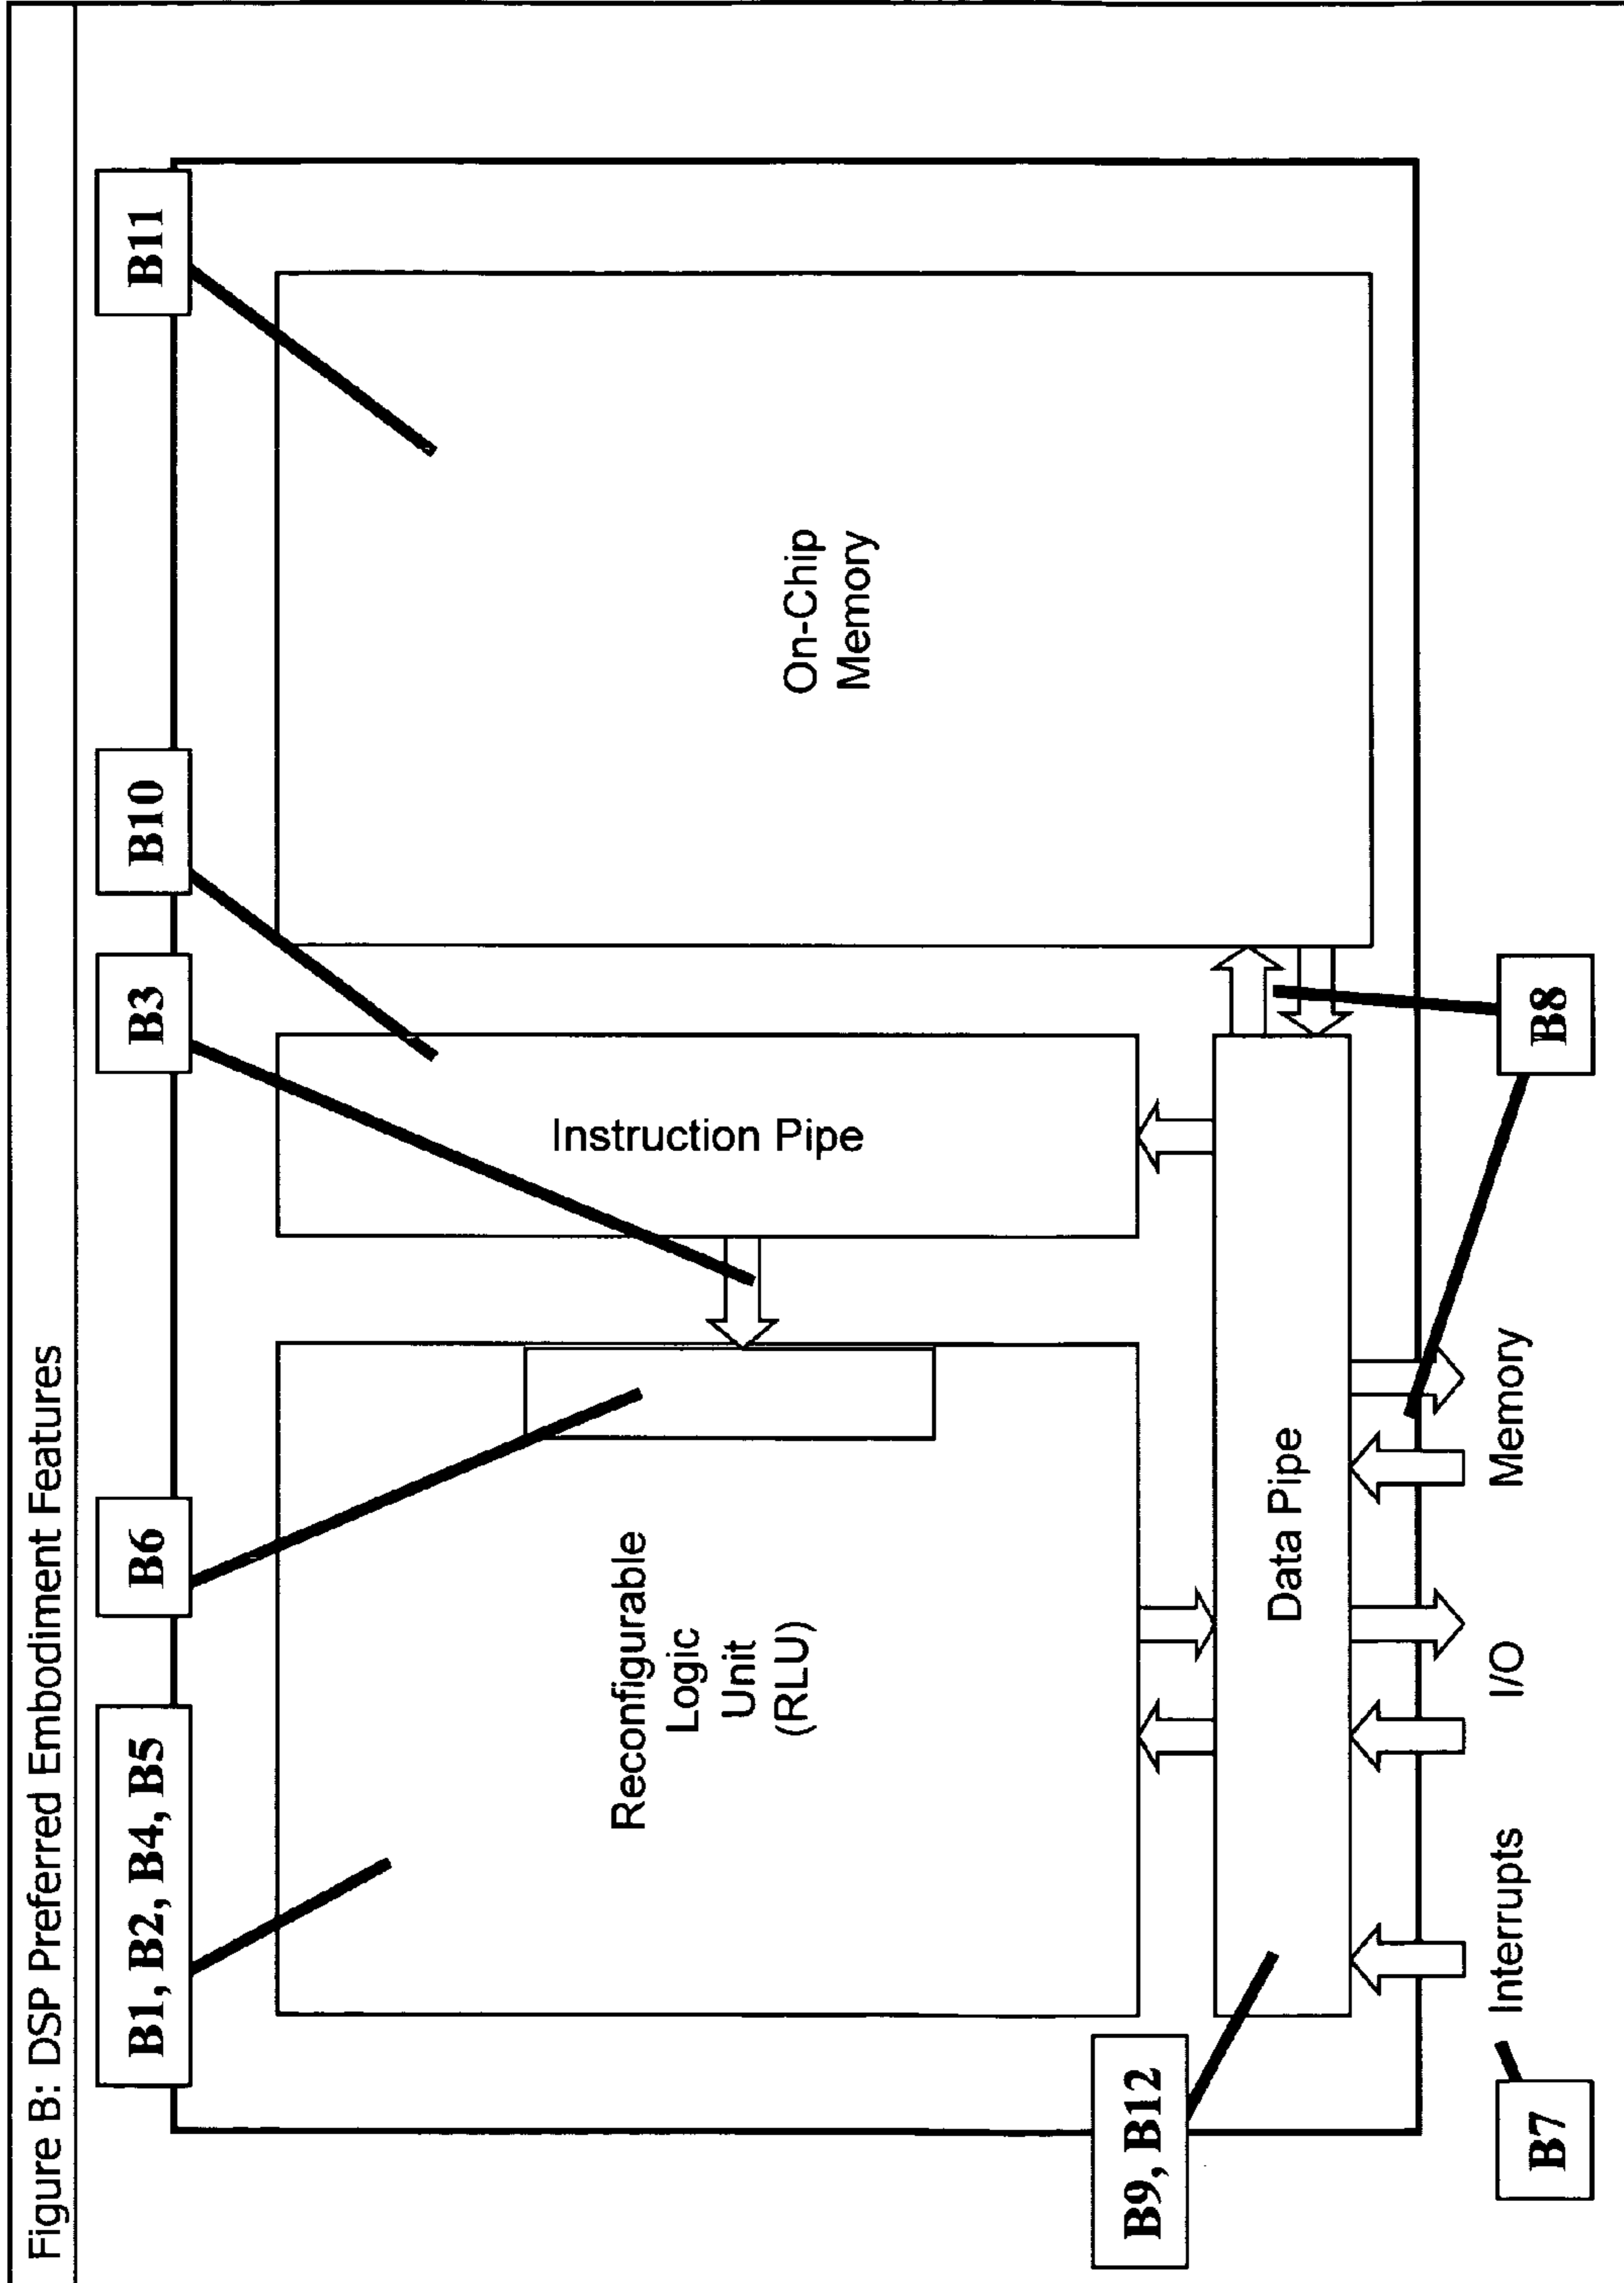 Figure B: DSP Preferred Embodiment Features
B1, B2, B4, B5
B6
B3
B10
B11
Reconfigurable
Logic
Unit
(RLU)
Instruction Pipe
On-Chip
Memory
B9, B12
Data Pipe
B7
Interrupts
I/O
Memory
B8